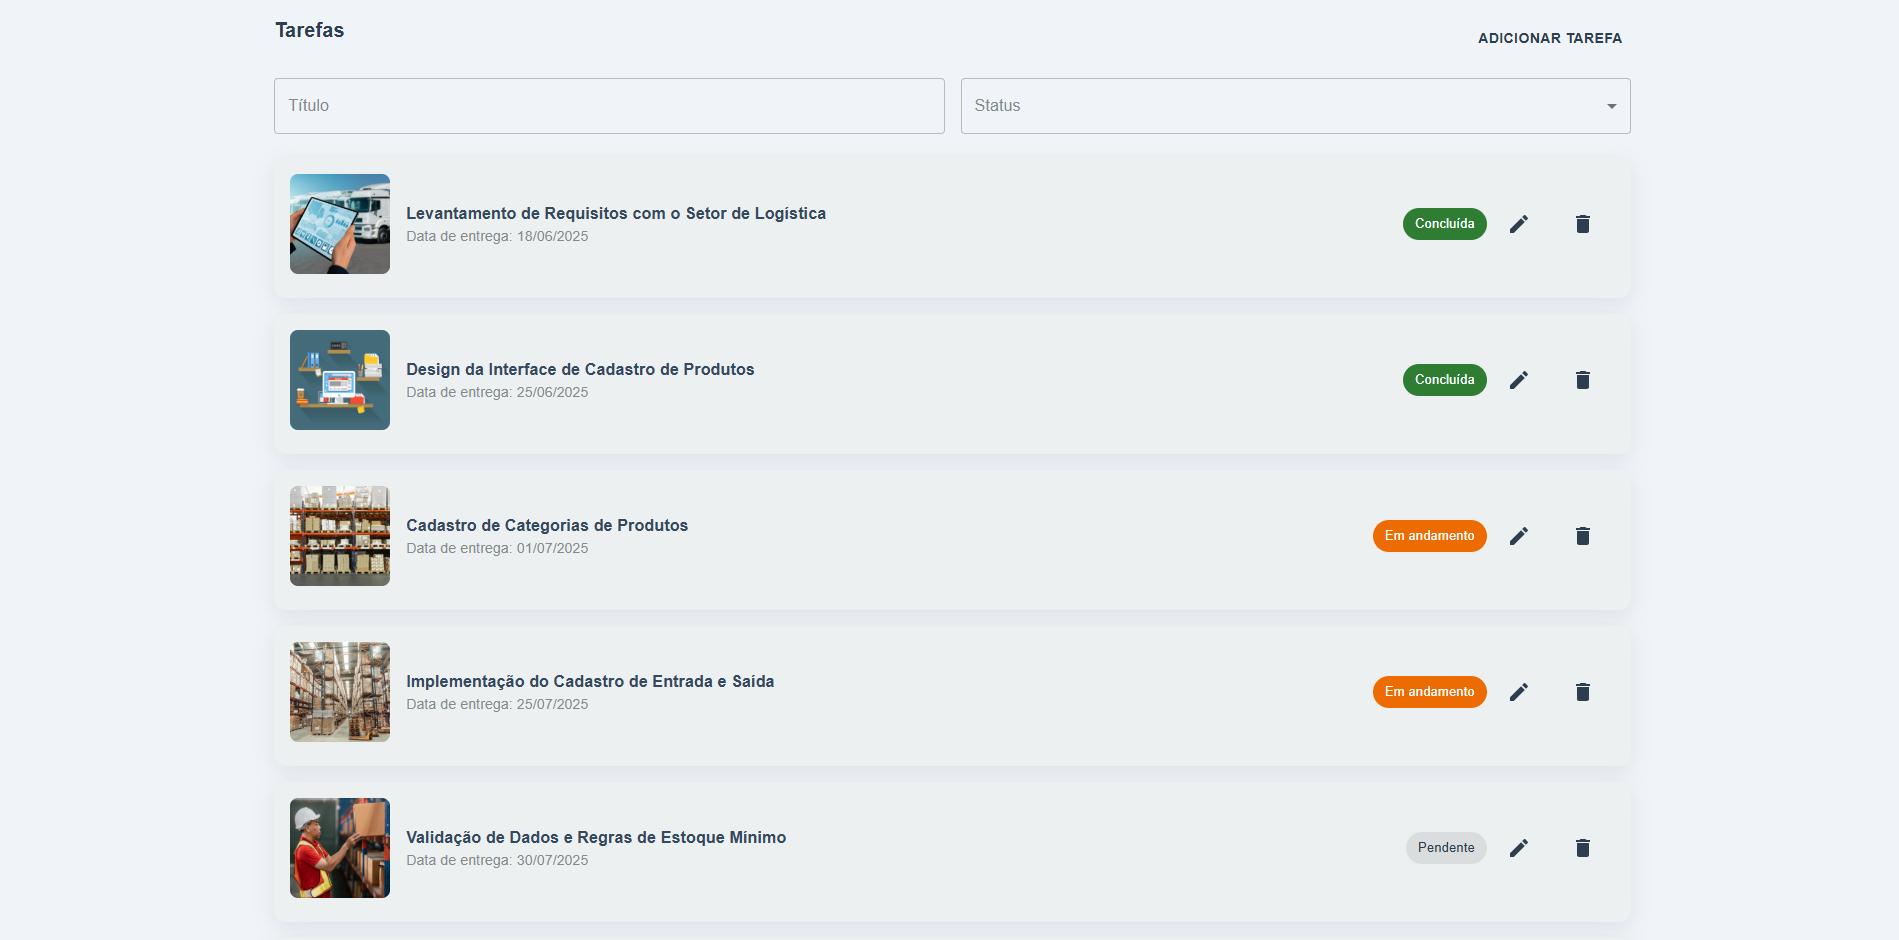 Tarefas
ADICIONAR TAREFA
Título
Status
Levantamento de Requisitos com o Setor de Logística
Data de entrega: 18/06/2025
Concluída
Design da Interface de Cadastro de Produtos
Data de entrega: 25/06/2025
Concluída
Cadastro de Categorias de Produtos
Data de entrega: 01/07/2025
Em andamento
Implementação do Cadastro de Entrada e Saída
Data de entrega: 25/07/2025
Em andamento
Validação de Dados e Regras de Estoque Mínimo
Data de entrega: 30/07/2025
Pendente